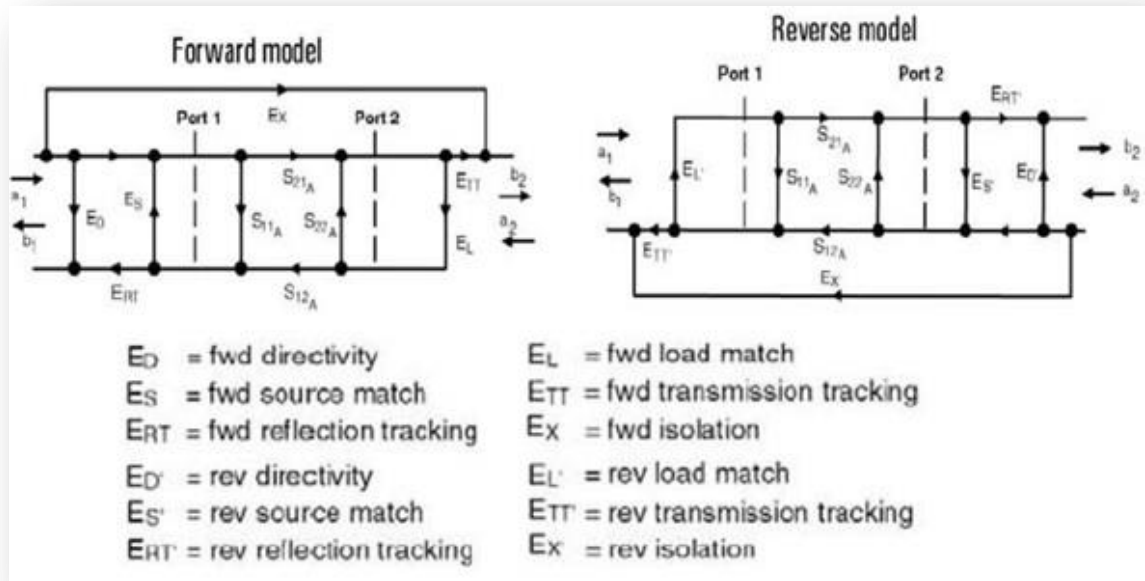 Forward model
Reverse model
Port 1
Port 2
Ex
Port 1
Port 2
a1
b1
ED
ES
S21A
S11A
S22A
ERT
S12A
ETT
EL
b2
a2
a1
b1
EL'
S21A
S11A
S22A
ERT'
ES'
ED'
b2
a2
ETT'
S12A
EX
ED = fwd directivity
ES = fwd source match
ERT = fwd reflection tracking
ED' = rev directivity
ES' = rev source match
ERT' = rev reflection tracking
EL = fwd load match
ETT = fwd transmission tracking
EX = fwd isolation
EL' = rev load match
ETT' = rev transmission tracking
EX' = rev isolation